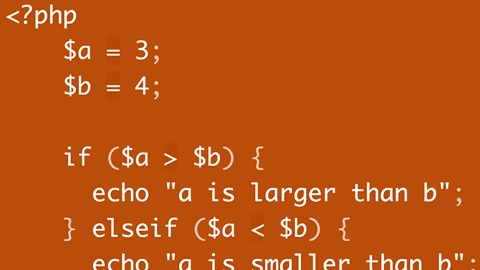 <?php
$a = 3;
$b = 4;
if ($a > $b) {
echo "a is larger than b";
} elseif ($a < $b) {
echo "a is smaller than b";